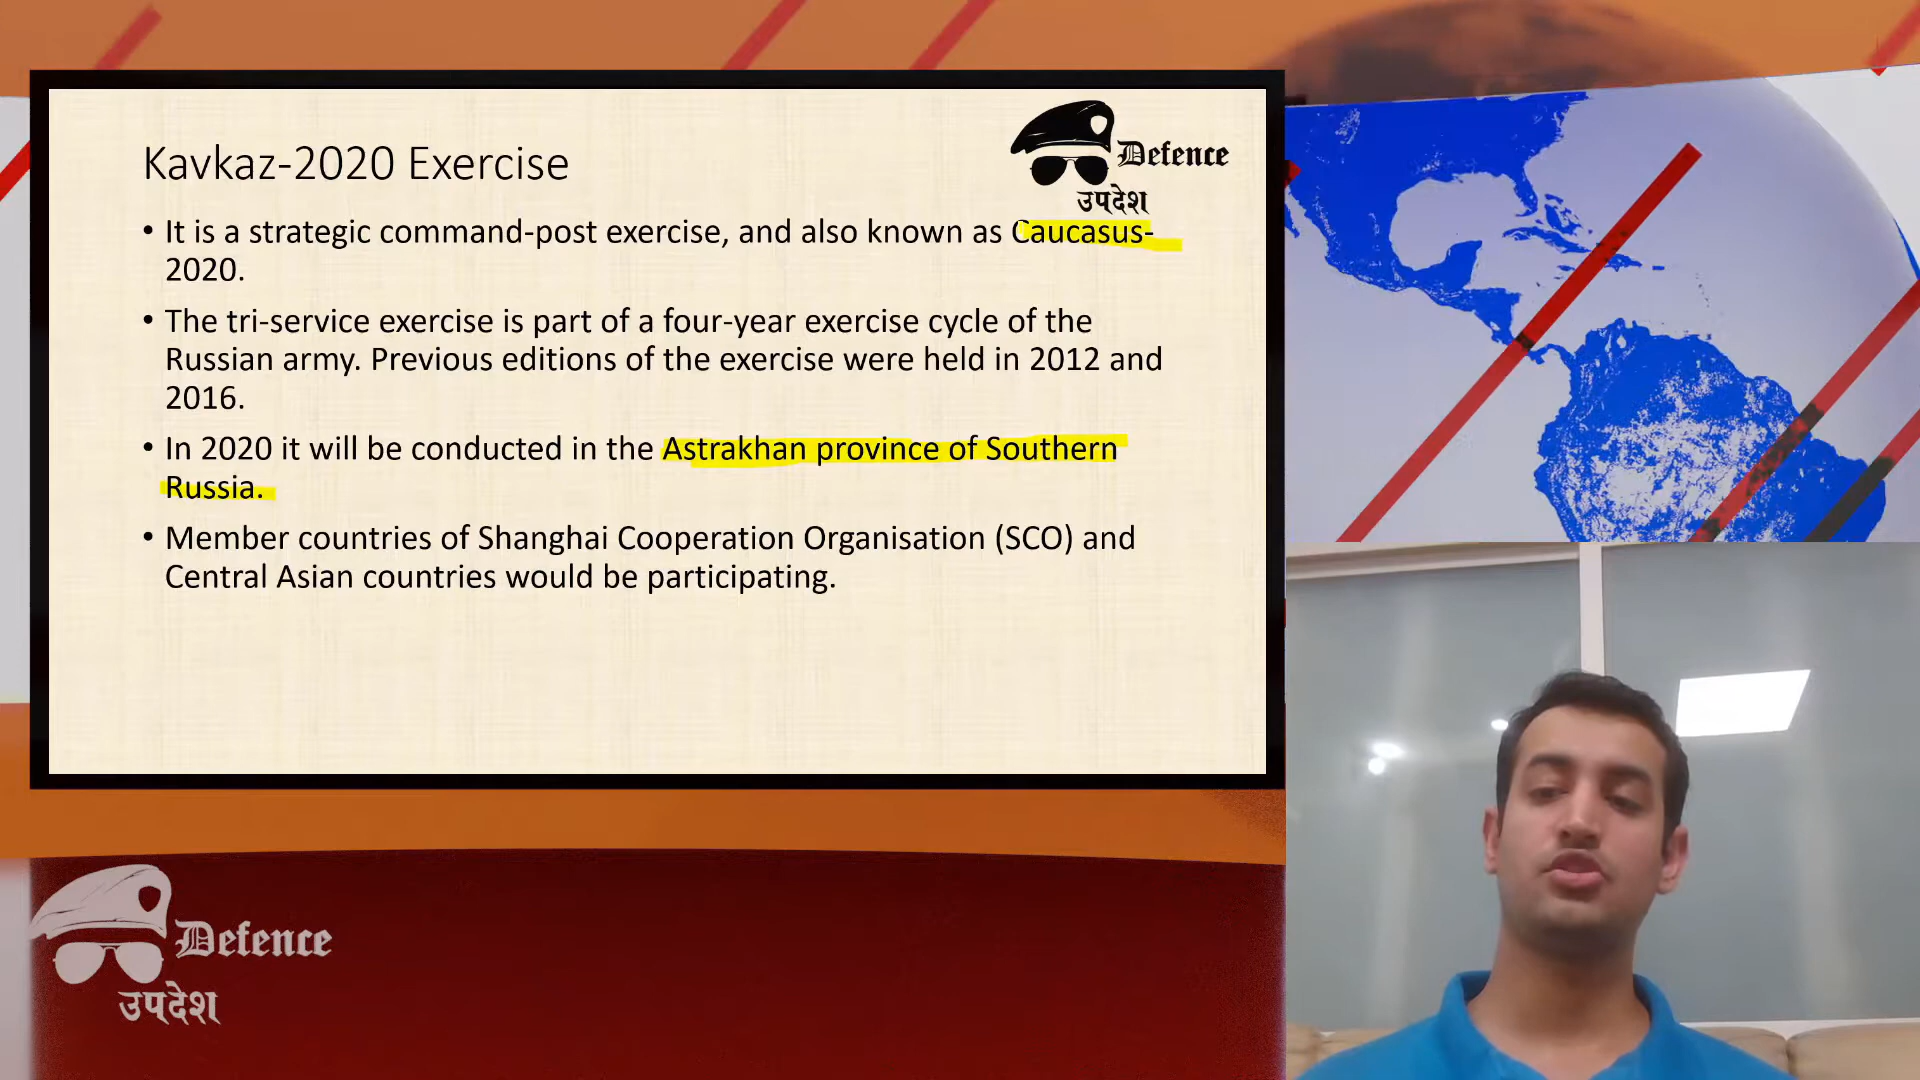 Kavkaz-2020 Exercise
Defence
उपदेश
• It is a strategic command-post exercise, and also known as Caucasus-
2020.
• The tri-service exercise is part of a four-year exercise cycle of the
Russian army. Previous editions of the exercise were held in 2012 and
2016.
• In 2020 it will be conducted in the Astrakhan province of Southern
Russia.
• Member countries of Shanghai Cooperation Organisation (SCO) and
Central Asian countries would be participating.
Defence
उपदेश